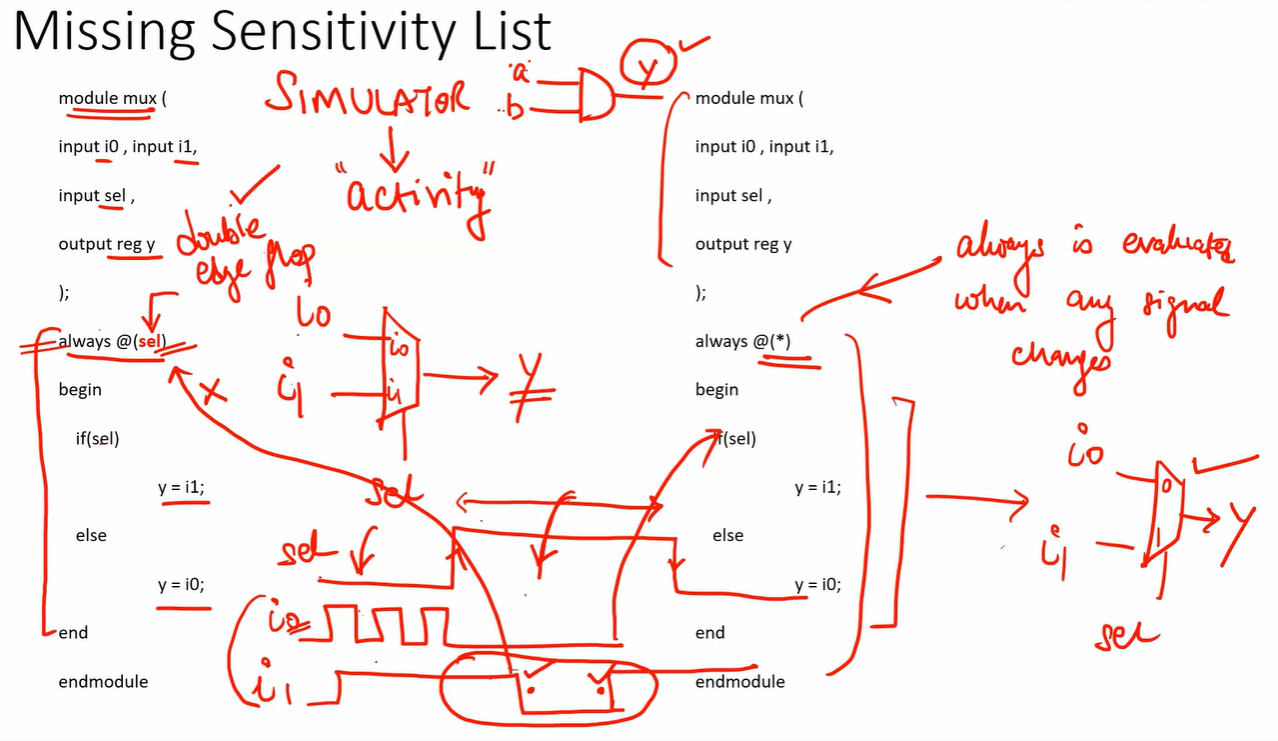 Missing Sensitivity List
module mux (
input i0 , input i1,
input sel ,
output reg y
);
always @(sel)
begin
if(sel)
y = i1;
else
y = i0;
end
endmodule
SIMULATOR
"activity"
double
edge flop
a
b
y
i0
i1
i0
i1
y
sel
sel
i0
i1
module mux (
input i0 , input i1,
input sel ,
output reg y
);
always @(*)
begin
if(sel)
y = i1;
else
y = i0;
end
endmodule
always is evaluated
when any signal
changes
i0
i1
0
1
y
sel